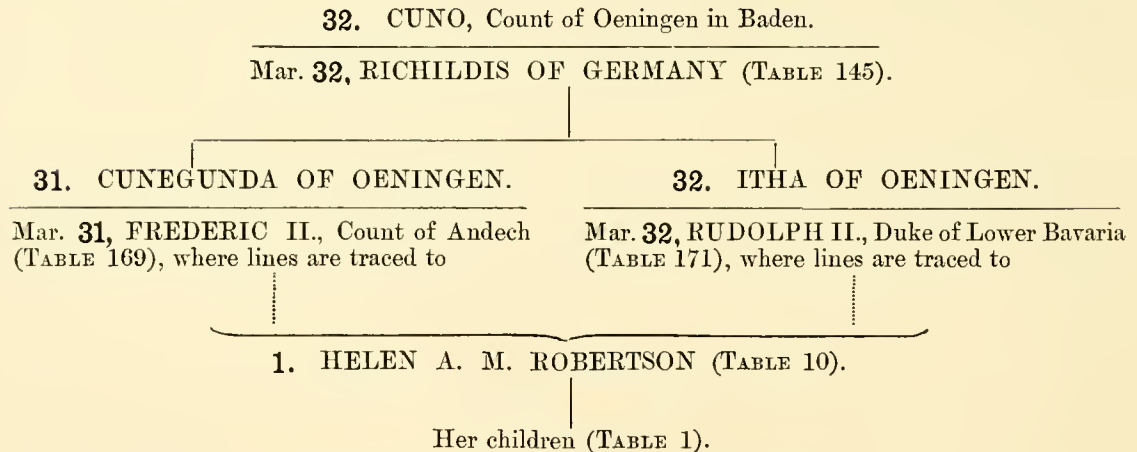 32. CUNO, Count of Oeningen in Baden.
Mar. 32, RICHILDIS OF GERMANY (TABLE 145).
31. CUNEGUNDA OF OENINGEN.
Mar. 31, FREDERIC II., Count of Andech
(TABLE 169), where lines are traced to
32. ITHA OF OENINGEN.
Mar. 32, RUDOLPH II., Duke of Lower Bavaria
(TABLE 171), where lines are traced to
1. HELEN A. M. ROBERTSON (TABLE 10).
Her children (TABLE 1).